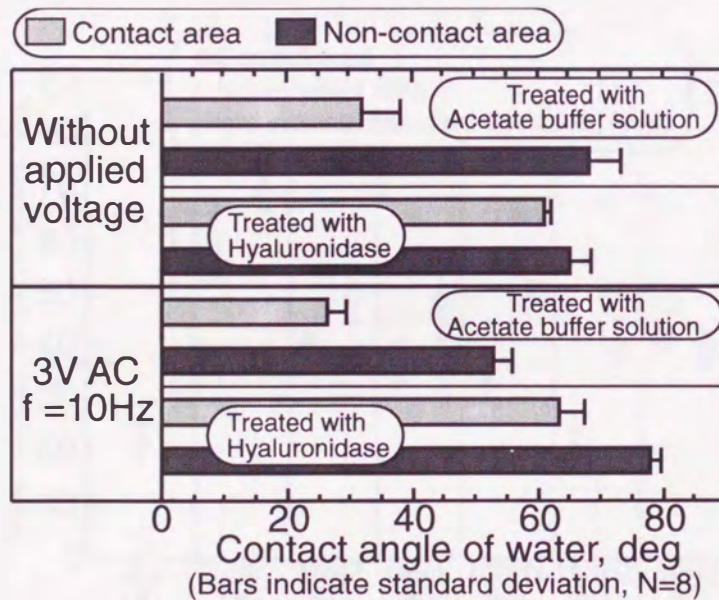 Contact area Non-contact area
Without
applied
voltage
Treated with
Acetate buffer solution
Treated with
Hyaluronidase
3V AC
f =10Hz
Treated with
Acetate buffer solution
Treated with
Hyaluronidase
0 20 40 60 80
Contact angle of water, deg
(Bars indicate standard deviation, N=8)